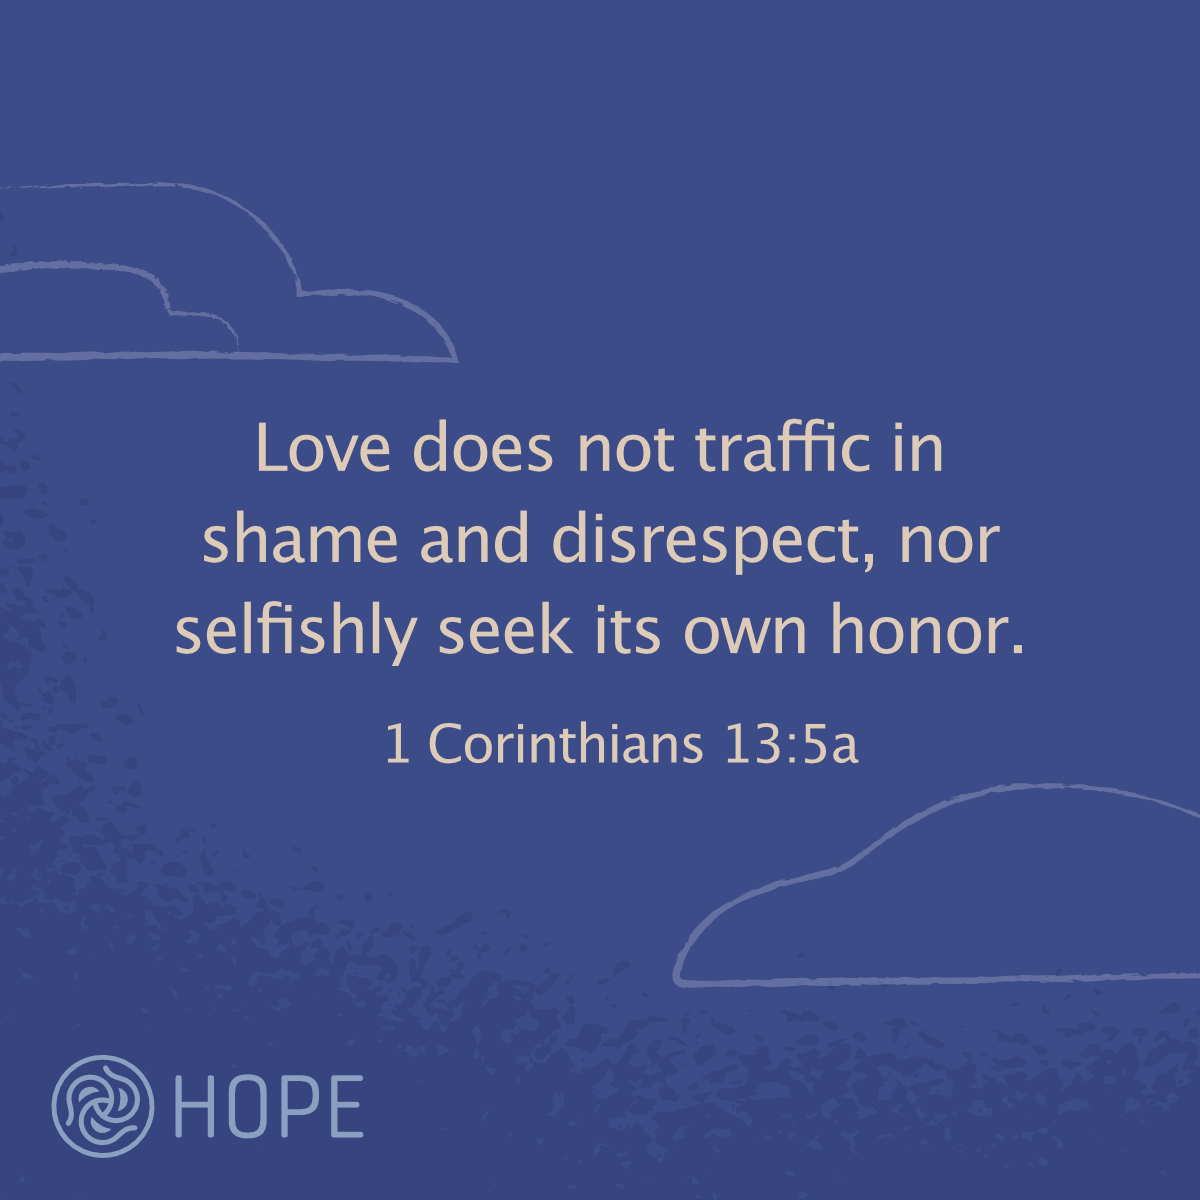 Love does not traffic in
shame and disrespect, nor
selfishly seek its own honor.
1 Corinthians 13:5a
HOPE